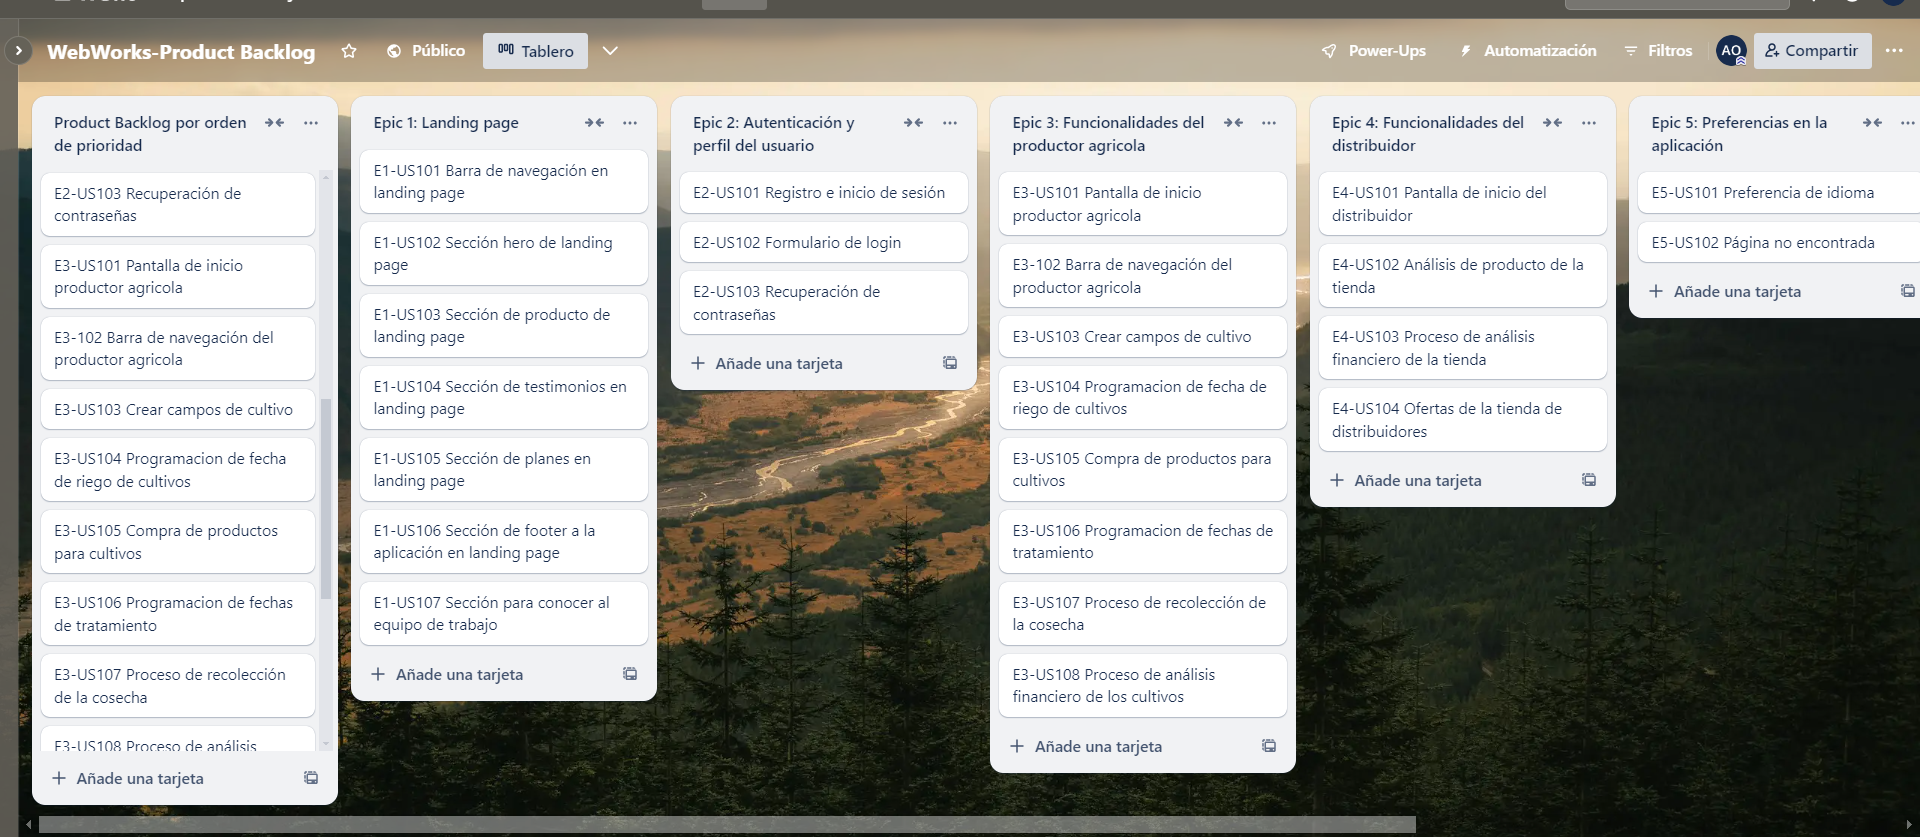 WebWorks-Product Backlog
Público
Tablero
Power-Ups
Automatización
Filtros
AO
Compartir
Product Backlog por orden
de prioridad
E2-US103 Recuperación de
contraseñas
E3-US101 Pantalla de inicio
productor agricola
E3-102 Barra de navegación del
productor agricola
E3-US103 Crear campos de cultivo
E3-US104 Programacion de fecha
de riego de cultivos
E3-US105 Compra de productos
para cultivos
E3-US106 Programacion de fechas
de tratamiento
E3-US107 Proceso de recolección
de la cosecha
E3-US108 Proceso de análisis
Añade una tarjeta
Epic 1: Landing page
E1-US101 Barra de navegación en
landing page
E1-US102 Sección hero de landing
page
E1-US103 Sección de producto de
landing page
E1-US104 Sección de testimonios en
landing page
E1-US105 Sección de planes en
landing page
E1-US106 Sección de footer a la
aplicación en landing page
E1-US107 Sección para conocer al
equipo de trabajo
Añade una tarjeta
Epic 2: Autenticación y
perfil del usuario
E2-US101 Registro e inicio de sesión
E2-US102 Formulario de login
E2-US103 Recuperación de
contraseñas
Añade una tarjeta
Epic 3: Funcionalidades del
productor agricola
E3-US101 Pantalla de inicio
productor agricola
E3-102 Barra de navegación del
productor agricola
E3-US103 Crear campos de cultivo
E3-US104 Programacion de fecha de
riego de cultivos
E3-US105 Compra de productos para
cultivos
E3-US106 Programacion de fechas de
tratamiento
E3-US107 Proceso de recolección de
la cosecha
E3-US108 Proceso de análisis
financiero de los cultivos
Añade una tarjeta
Epic 4: Funcionalidades del
distribuidor
E4-US101 Pantalla de inicio del
distribuidor
E4-US102 Análisis de producto de la
tienda
E4-US103 Proceso de análisis
financiero de la tienda
E4-US104 Ofertas de la tienda de
distribuidores
Añade una tarjeta
Epic 5: Preferencias en la
aplicación
E5-US101 Preferencia de idioma
E5-US102 Página no encontrada
Añade una tarjeta